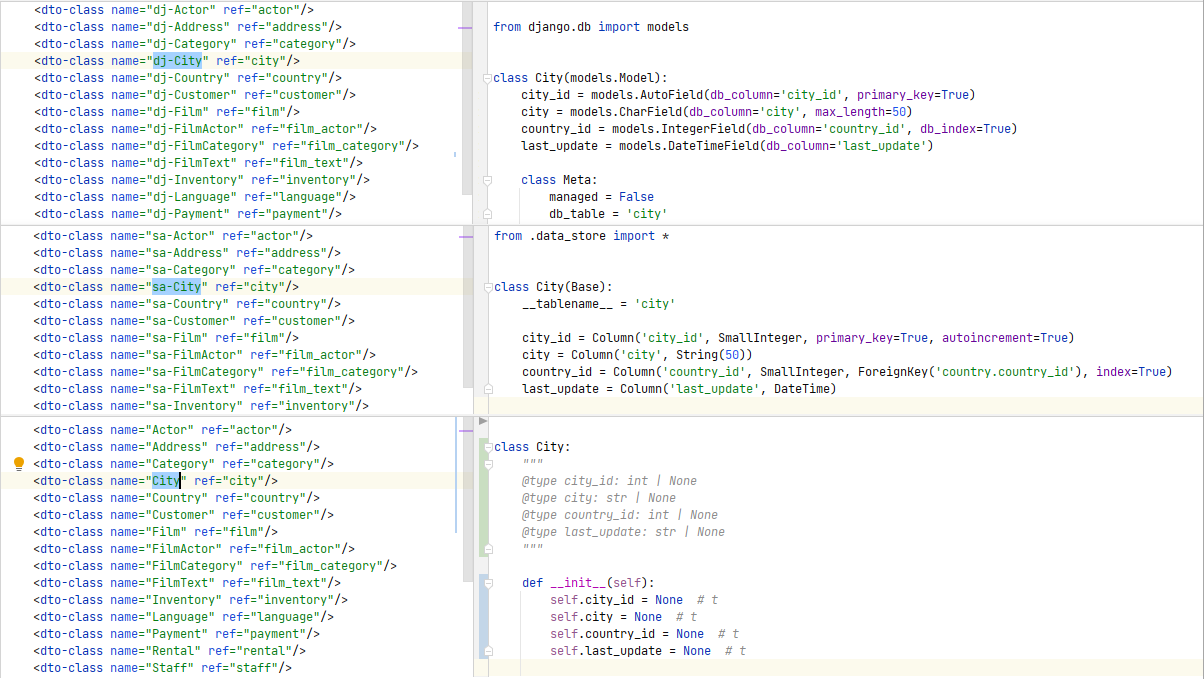 <dto-class name="dj-Actor" ref="actor"/>
<dto-class name="dj-Address" ref="address"/>
<dto-class name="dj-Category" ref="category"/>
<dto-class name="dj-City" ref="city"/>
<dto-class name="dj-Country" ref="country"/>
<dto-class name="dj-Customer" ref="customer"/>
<dto-class name="dj-Film" ref="film"/>
<dto-class name="dj-FilmActor" ref="film_actor"/>
<dto-class name="dj-FilmCategory" ref="film_category"/>
<dto-class name="dj-FilmText" ref="film_text"/>
<dto-class name="dj-Inventory" ref="inventory"/>
<dto-class name="dj-Language" ref="language"/>
<dto-class name="dj-Payment" ref="payment"/>
from django.db import models
class City(models.Model):
    city_id = models.AutoField(db_column='city_id', primary_key=True)
    city = models.CharField(db_column='city', max_length=50)
    country_id = models.IntegerField(db_column='country_id', db_index=True)
    last_update = models.DateTimeField(db_column='last_update')
    class Meta:
        managed = False
        db_table = 'city'
<dto-class name="sa-Actor" ref="actor"/>
<dto-class name="sa-Address" ref="address"/>
<dto-class name="sa-Category" ref="category"/>
<dto-class name="sa-City" ref="city"/>
<dto-class name="sa-Country" ref="country"/>
<dto-class name="sa-Customer" ref="customer"/>
<dto-class name="sa-Film" ref="film"/>
<dto-class name="sa-FilmActor" ref="film_actor"/>
<dto-class name="sa-FilmCategory" ref="film_category"/>
<dto-class name="sa-FilmText" ref="film_text"/>
<dto-class name="sa-Inventory" ref="inventory"/>
from .data_store import *
class City(Base):
    __tablename__ = 'city'
    city_id = Column('city_id', SmallInteger, primary_key=True, autoincrement=True)
    city = Column('city', String(50))
    country_id = Column('country_id', SmallInteger, ForeignKey('country.country_id'), index=True)
    last_update = Column('last_update', DateTime)
<dto-class name="Actor" ref="actor"/>
<dto-class name="Address" ref="address"/>
<dto-class name="Category" ref="category"/>
<dto-class name="City" ref="city"/>
<dto-class name="Country" ref="country"/>
<dto-class name="Customer" ref="customer"/>
<dto-class name="Film" ref="film"/>
<dto-class name="FilmActor" ref="film_actor"/>
<dto-class name="FilmCategory" ref="film_category"/>
<dto-class name="FilmText" ref="film_text"/>
<dto-class name="Inventory" ref="inventory"/>
<dto-class name="Language" ref="language"/>
<dto-class name="Payment" ref="payment"/>
<dto-class name="Rental" ref="rental"/>
<dto-class name="Staff" ref="staff"/>
class City:
    """
    @type city_id: int | None
    @type city: str | None
    @type country_id: int | None
    @type last_update: str | None
    """
    def __init__(self):
        self.city_id = None  # t
        self.city = None  # t
        self.country_id = None  # t
        self.last_update = None  # t